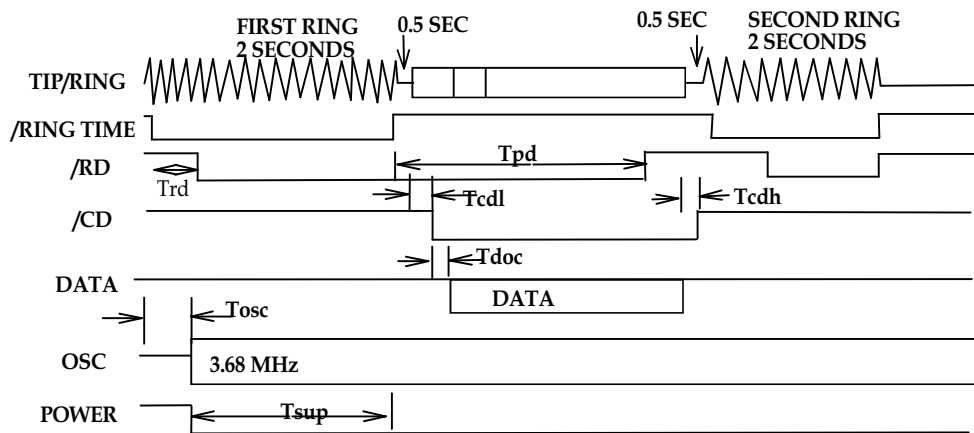 FIRST RING
2 SECONDS
0.5 SEC
0.5 SEC
SECOND RING
2 SECONDS
TIP/RING
/RING TIME
/RD
Trd
Tpd
Tcdl
Tcdh
/CD
Tdoc
DATA
DATA
Tosc
OSC
3.68 MHz
POWER
Tsup